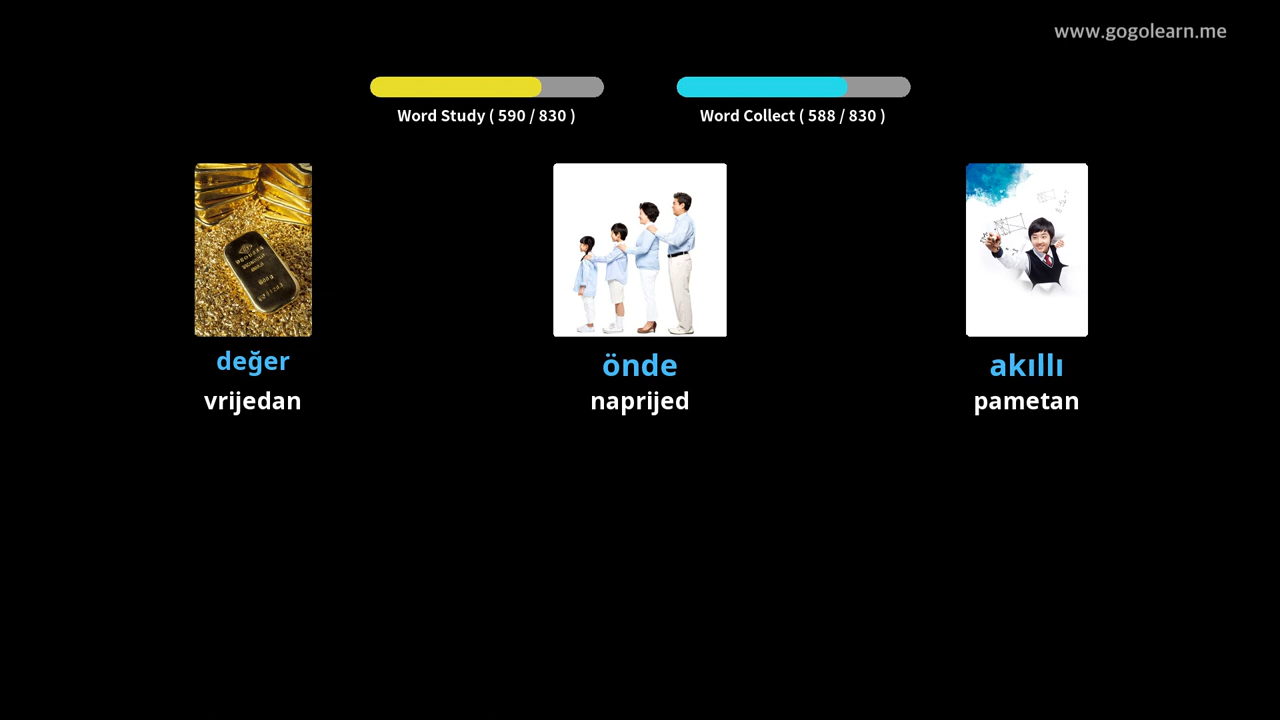 www.gogolearn.me
Word Study ( 590 / 830 )
Word Collect ( 588 / 830 )
değer
önde
akıllı
vrijedan
naprijed
pametan